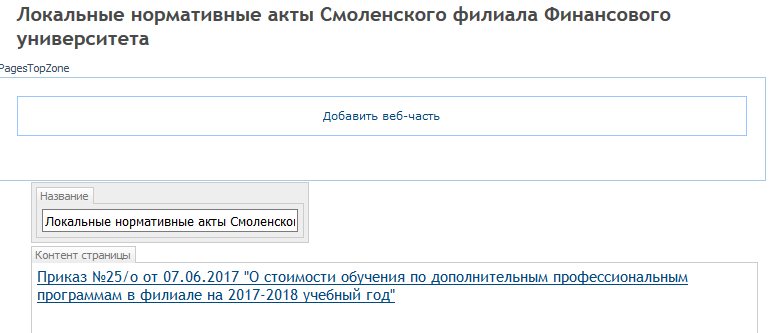 Локальные нормативные акты Смоленского филиала Финансового
университета
PagesTopZone
Добавить веб-часть
Название
Локальные нормативные акты Смоленског
Контент страницы
Приказ №25/о от 07.06.2017 "О стоимости обучения по дополнительным профессиональным
программам в филиале на 2017-2018 учебный год"